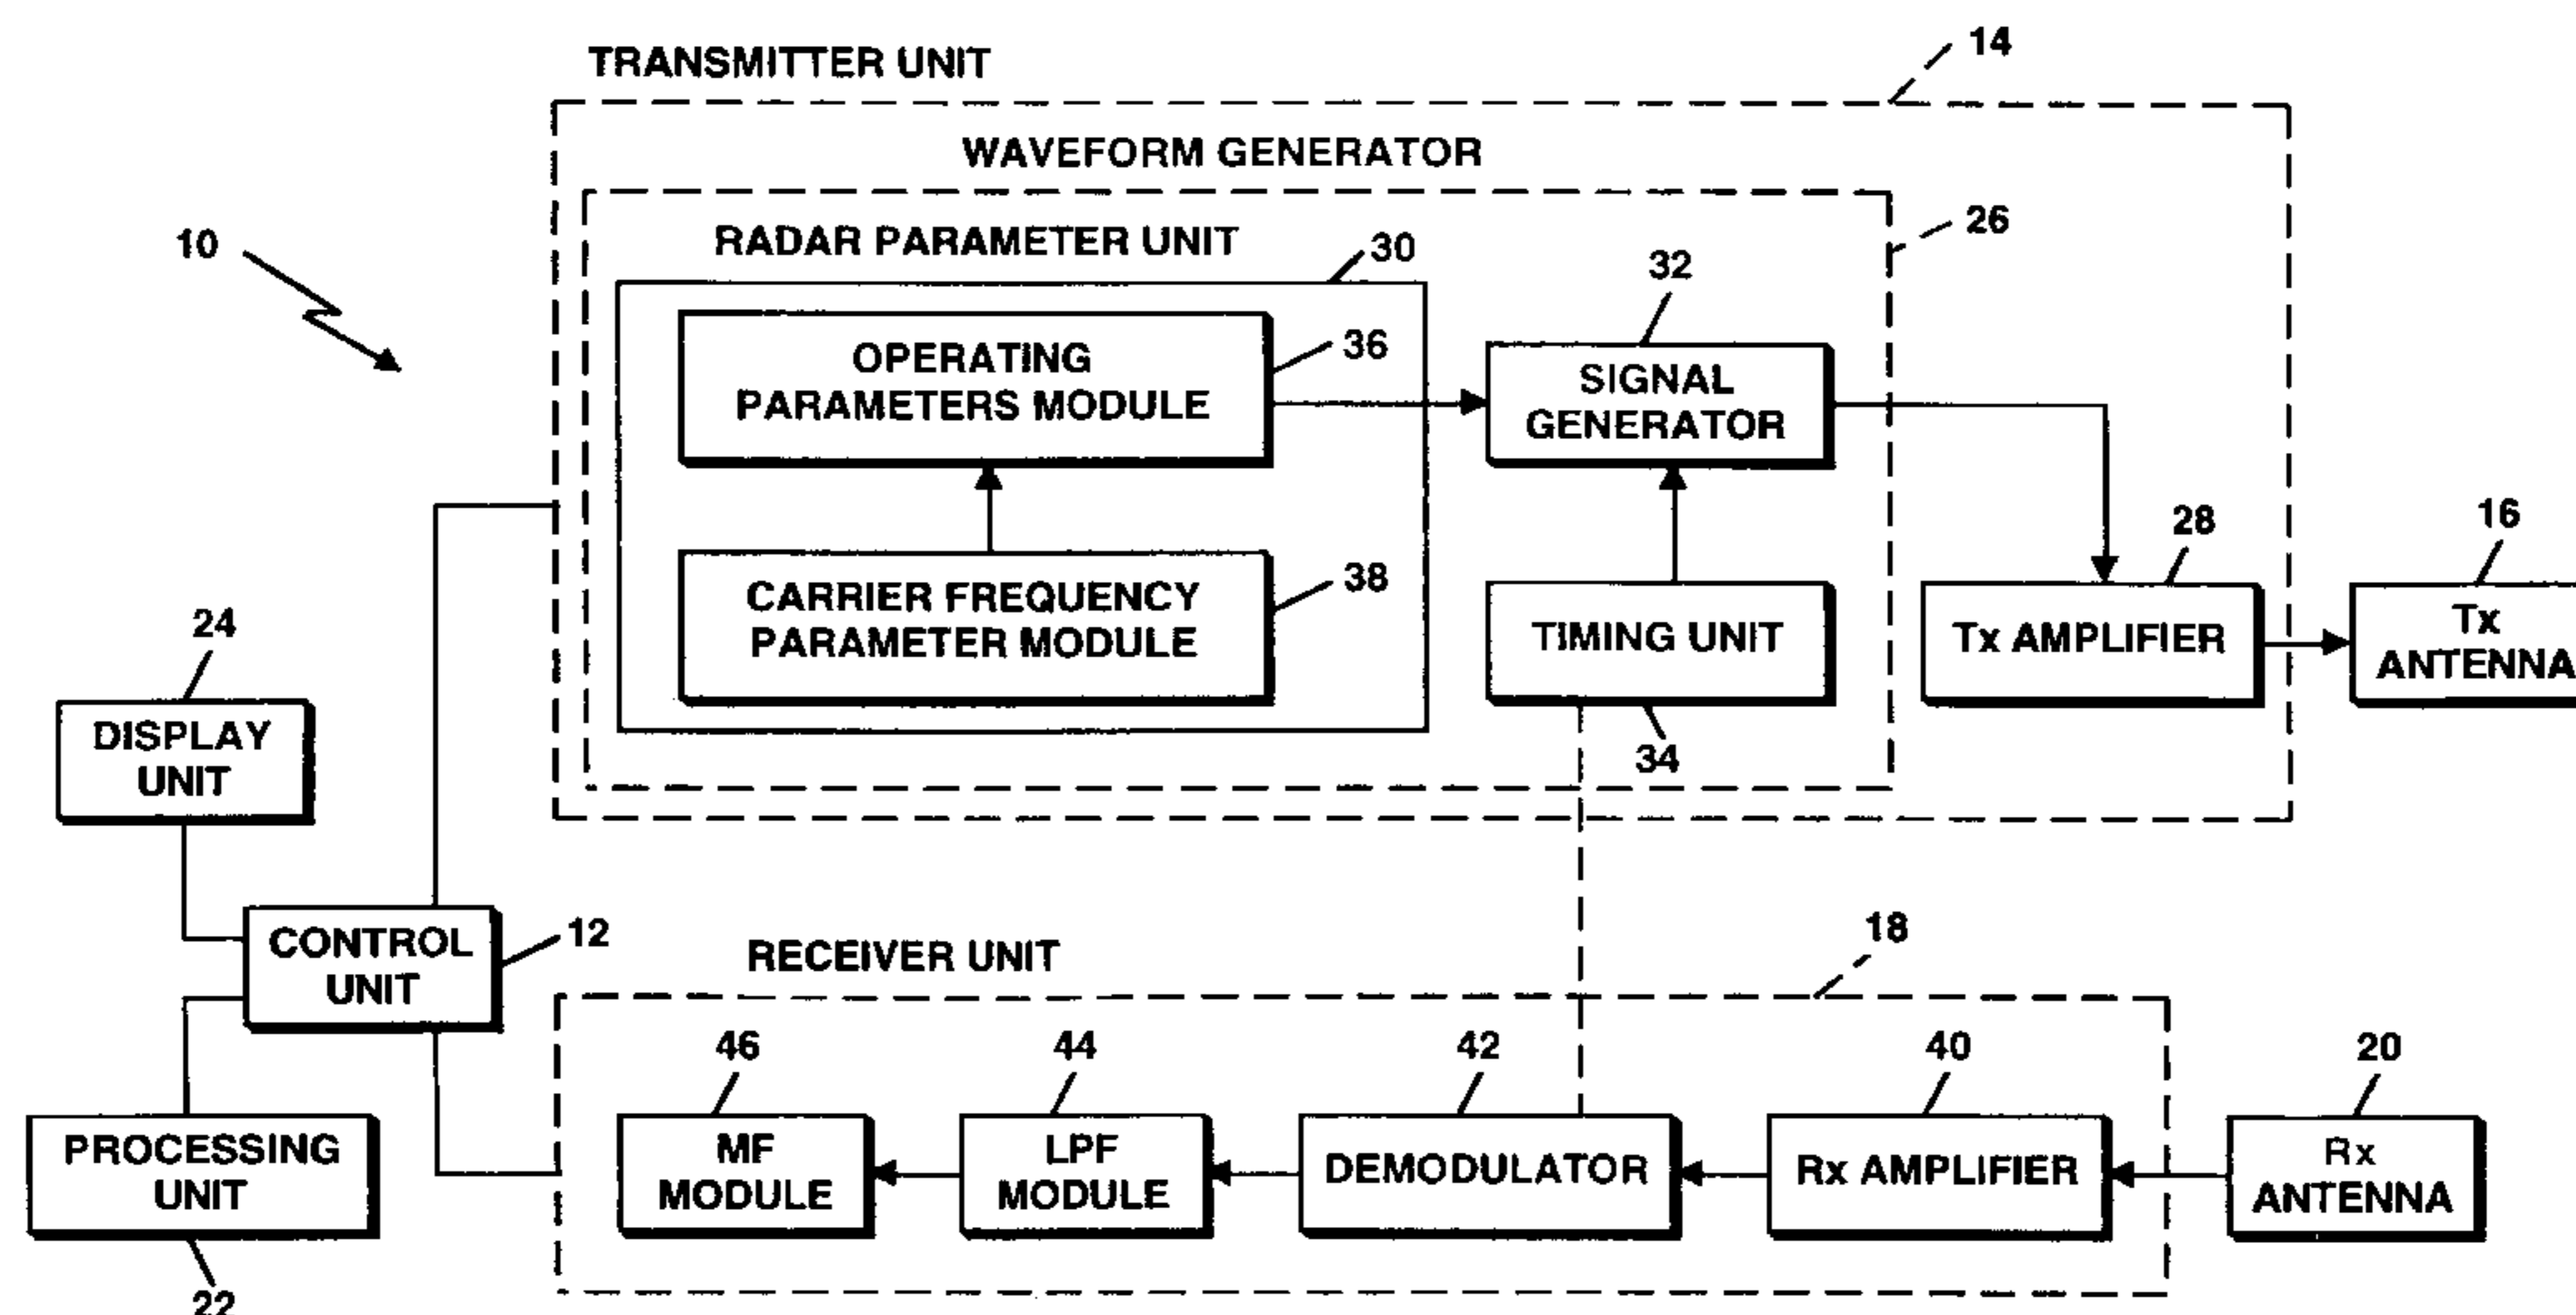 TRANSMITTER UNIT
14
WAVEFORM GENERATOR
10
RADAR PARAMETER UNIT
30
26
32
OPERATING
PARAMETERS MODULE
36
SIGNAL
GENERATOR
CARRIER FREQUENCY
PARAMETER MODULE
38
TIMING UNIT
34
28
Tx AMPLIFIER
16
Tx
ANTENNA
24
DISPLAY
UNIT
CONTROL
UNIT
12
PROCESSING
UNIT
22
RECEIVER UNIT
18
46
MF
MODULE
44
LPF
MODULE
42
DEMODULATOR
40
Rx AMPLIFIER
20
Rx
ANTENNA